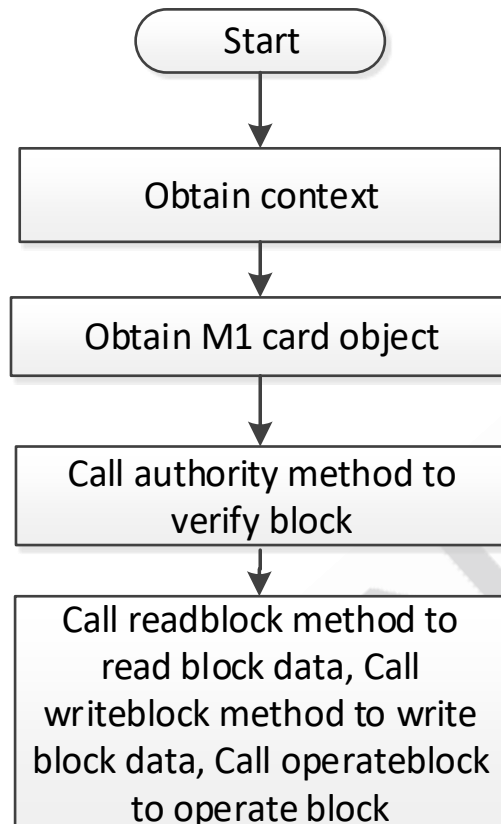 Start
Obtain context
Obtain M1 card object
Call authority method to
verify block
Call readblock method to
read block data, Call
writeblock method to write
block data, Call operateblock
to operate block